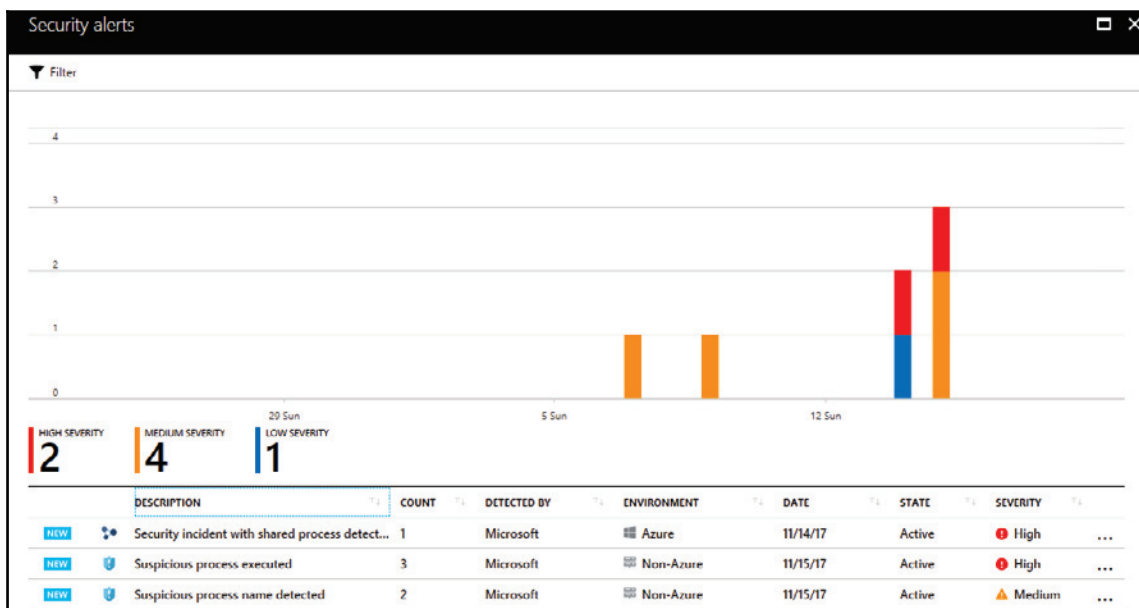 Security alerts
Filter
4
3
2
1
0
29 Sun 5 Sun 12 Sun
HIGH SEVERITY MEDIUM SEVERITY LOW SEVERITY
2 4 1
DESCRIPTION COUNT DETECTED BY ENVIRONMENT DATE STATE SEVERITY
NEW Security incident with shared process detect... 1 Microsoft Azure 11/14/17 Active High ...
NEW Suspicious process executed 3 Microsoft Non-Azure 11/15/17 Active High ...
NEW Suspicious process name detected 2 Microsoft Non-Azure 11/15/17 Active Medium ...